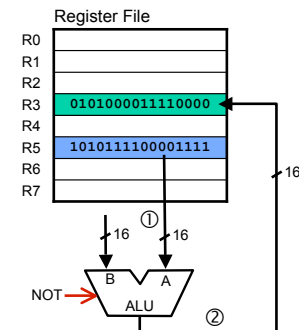 Register File
R0
R1
R2
R3 0101000011110000
R4
R5 1010111100001111
R6
R7
16
① 16 16
B A
NOT ALU
②